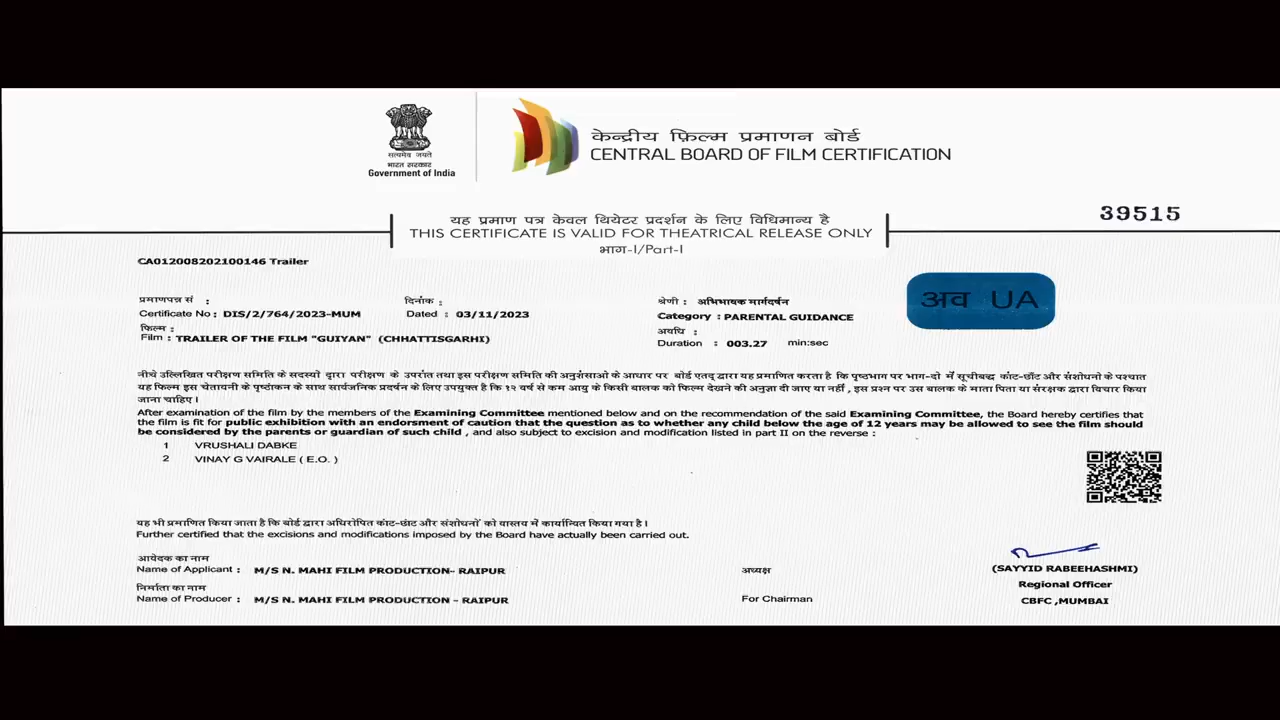 सत्यमेव जयते
भारत सरकार
Government of India
केन्द्रीय फ़िल्म प्रमाणन बोर्ड
CENTRAL BOARD OF FILM CERTIFICATION
39515
यह प्रमाण पत्र केवल थियेटर प्रदर्शन के लिए विधिमान्य है
THIS CERTIFICATE IS VALID FOR THEATRICAL RELEASE ONLY
भाग-I/Part-I
CA012008202100146 Trailer
प्रमाणपत्र सं : दिनांक : श्रेणी : अभिभावक मार्गदर्शन
अव UA
Certificate No : DIS/2/764/2023-MUM Dated : 03/11/2023 Category : PARENTAL GUIDANCE
फिल्म : अवधि :
Film : TRAILER OF THE FILM "GUIYAN" (CHHATTISGARHI) Duration : 003.27 min:sec
नीचे उल्लिखित परीक्षण समिति के सदस्यों द्वारा परीक्षण के उपरांत तथा इस परीक्षण समिति की अनुशंसाओ के आधार पर बोर्ड एतद् द्वारा यह प्रमाणित करता है कि पृष्ठभाग पर भाग-दो में सूचीबद्ध कांट-छाँट और संशोधनो के पश्चात
यह फिल्म इस चेतायनी के पृष्ठांकन के साथ सार्वजनिक प्रदर्शन के लिए उपयुक्त है कि १२ वर्ष से कम आयु के किसी बालक को फिल्म देखने की अनुज्ञा दी जाए या नहीं , इस प्रश्न पर उस बालक के माता पिता या संरक्षक द्वारा विचार किया
जाना चाहिए ।
After examination of the film by the members of the Examining Committee mentioned below and on the recommendation of the said Examining Committee, the Board hereby certifies that
the film is fit for public exhibition with an endorsment of caution that the question as to whether any child below the age of 12 years may be allowed to see the film should
be considered by the parents or guardian of such child , and also subject to excision and modification listed in part II on the reverse :
1 VRUSHALI DABKE
2 VINAY G VAIRALE ( E.O. )
यह भी प्रमाणित किया जाता है कि बोर्ड द्वारा अधिरोपित कांट-छांट और संशोधनों को वास्तव में कार्यान्वित किया गया है ।
Further certified that the excisions and modifications imposed by the Board have actually been carried out.
आवेदक का नाम अध्यक्ष
Name of Applicant : M/S N. MAHI FILM PRODUCTION- RAIPUR (SAYYID RABEEHASHMI)
निर्माता का नाम Regional Officer
Name of Producer : M/S N. MAHI FILM PRODUCTION - RAIPUR For Chairman CBFC ,MUMBAI